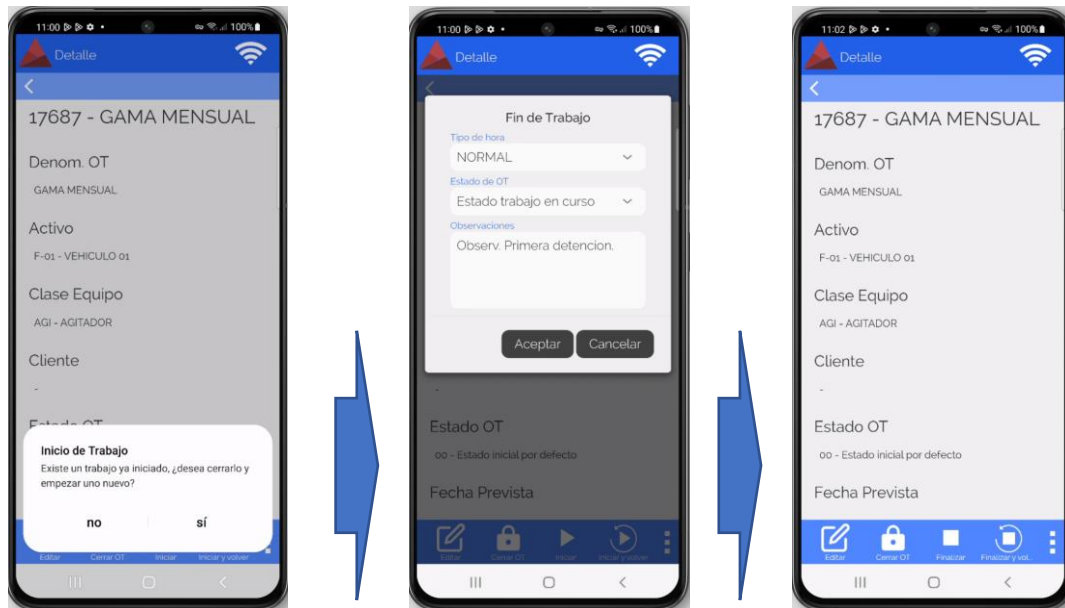 11:00
100%
Detalle
17687 - GAMA MENSUAL
Denom. OT
GAMA MENSUAL
Activo
F-01 - VEHICULO 01
Clase Equipo
AGI - AGITADOR
Cliente
-
Estado OT
Inicio de Trabajo
Existe un trabajo ya iniciado, ¿desea cerrarlo y
empezar uno nuevo?
no sí
Editar Cerrar OT Iniciar Iniciar y volver
11:00
100%
Detalle
Fin de Trabajo
Tipo de hora
NORMAL
Estado de OT
Estado trabajo en curso
Observaciones
Observ. Primera detencion.
Aceptar Cancelar
-
Estado OT
00 - Estado inicial por defecto
Fecha Prevista
Editar Cerrar OT Iniciar Iniciar y volver
11:02
100%
Detalle
17687 - GAMA MENSUAL
Denom. OT
GAMA MENSUAL
Activo
F-01 - VEHICULO 01
Clase Equipo
AGI - AGITADOR
Cliente
-
Estado OT
00 - Estado inicial por defecto
Fecha Prevista
Editar Cerrar OT Finalizar Finalizar y vol...